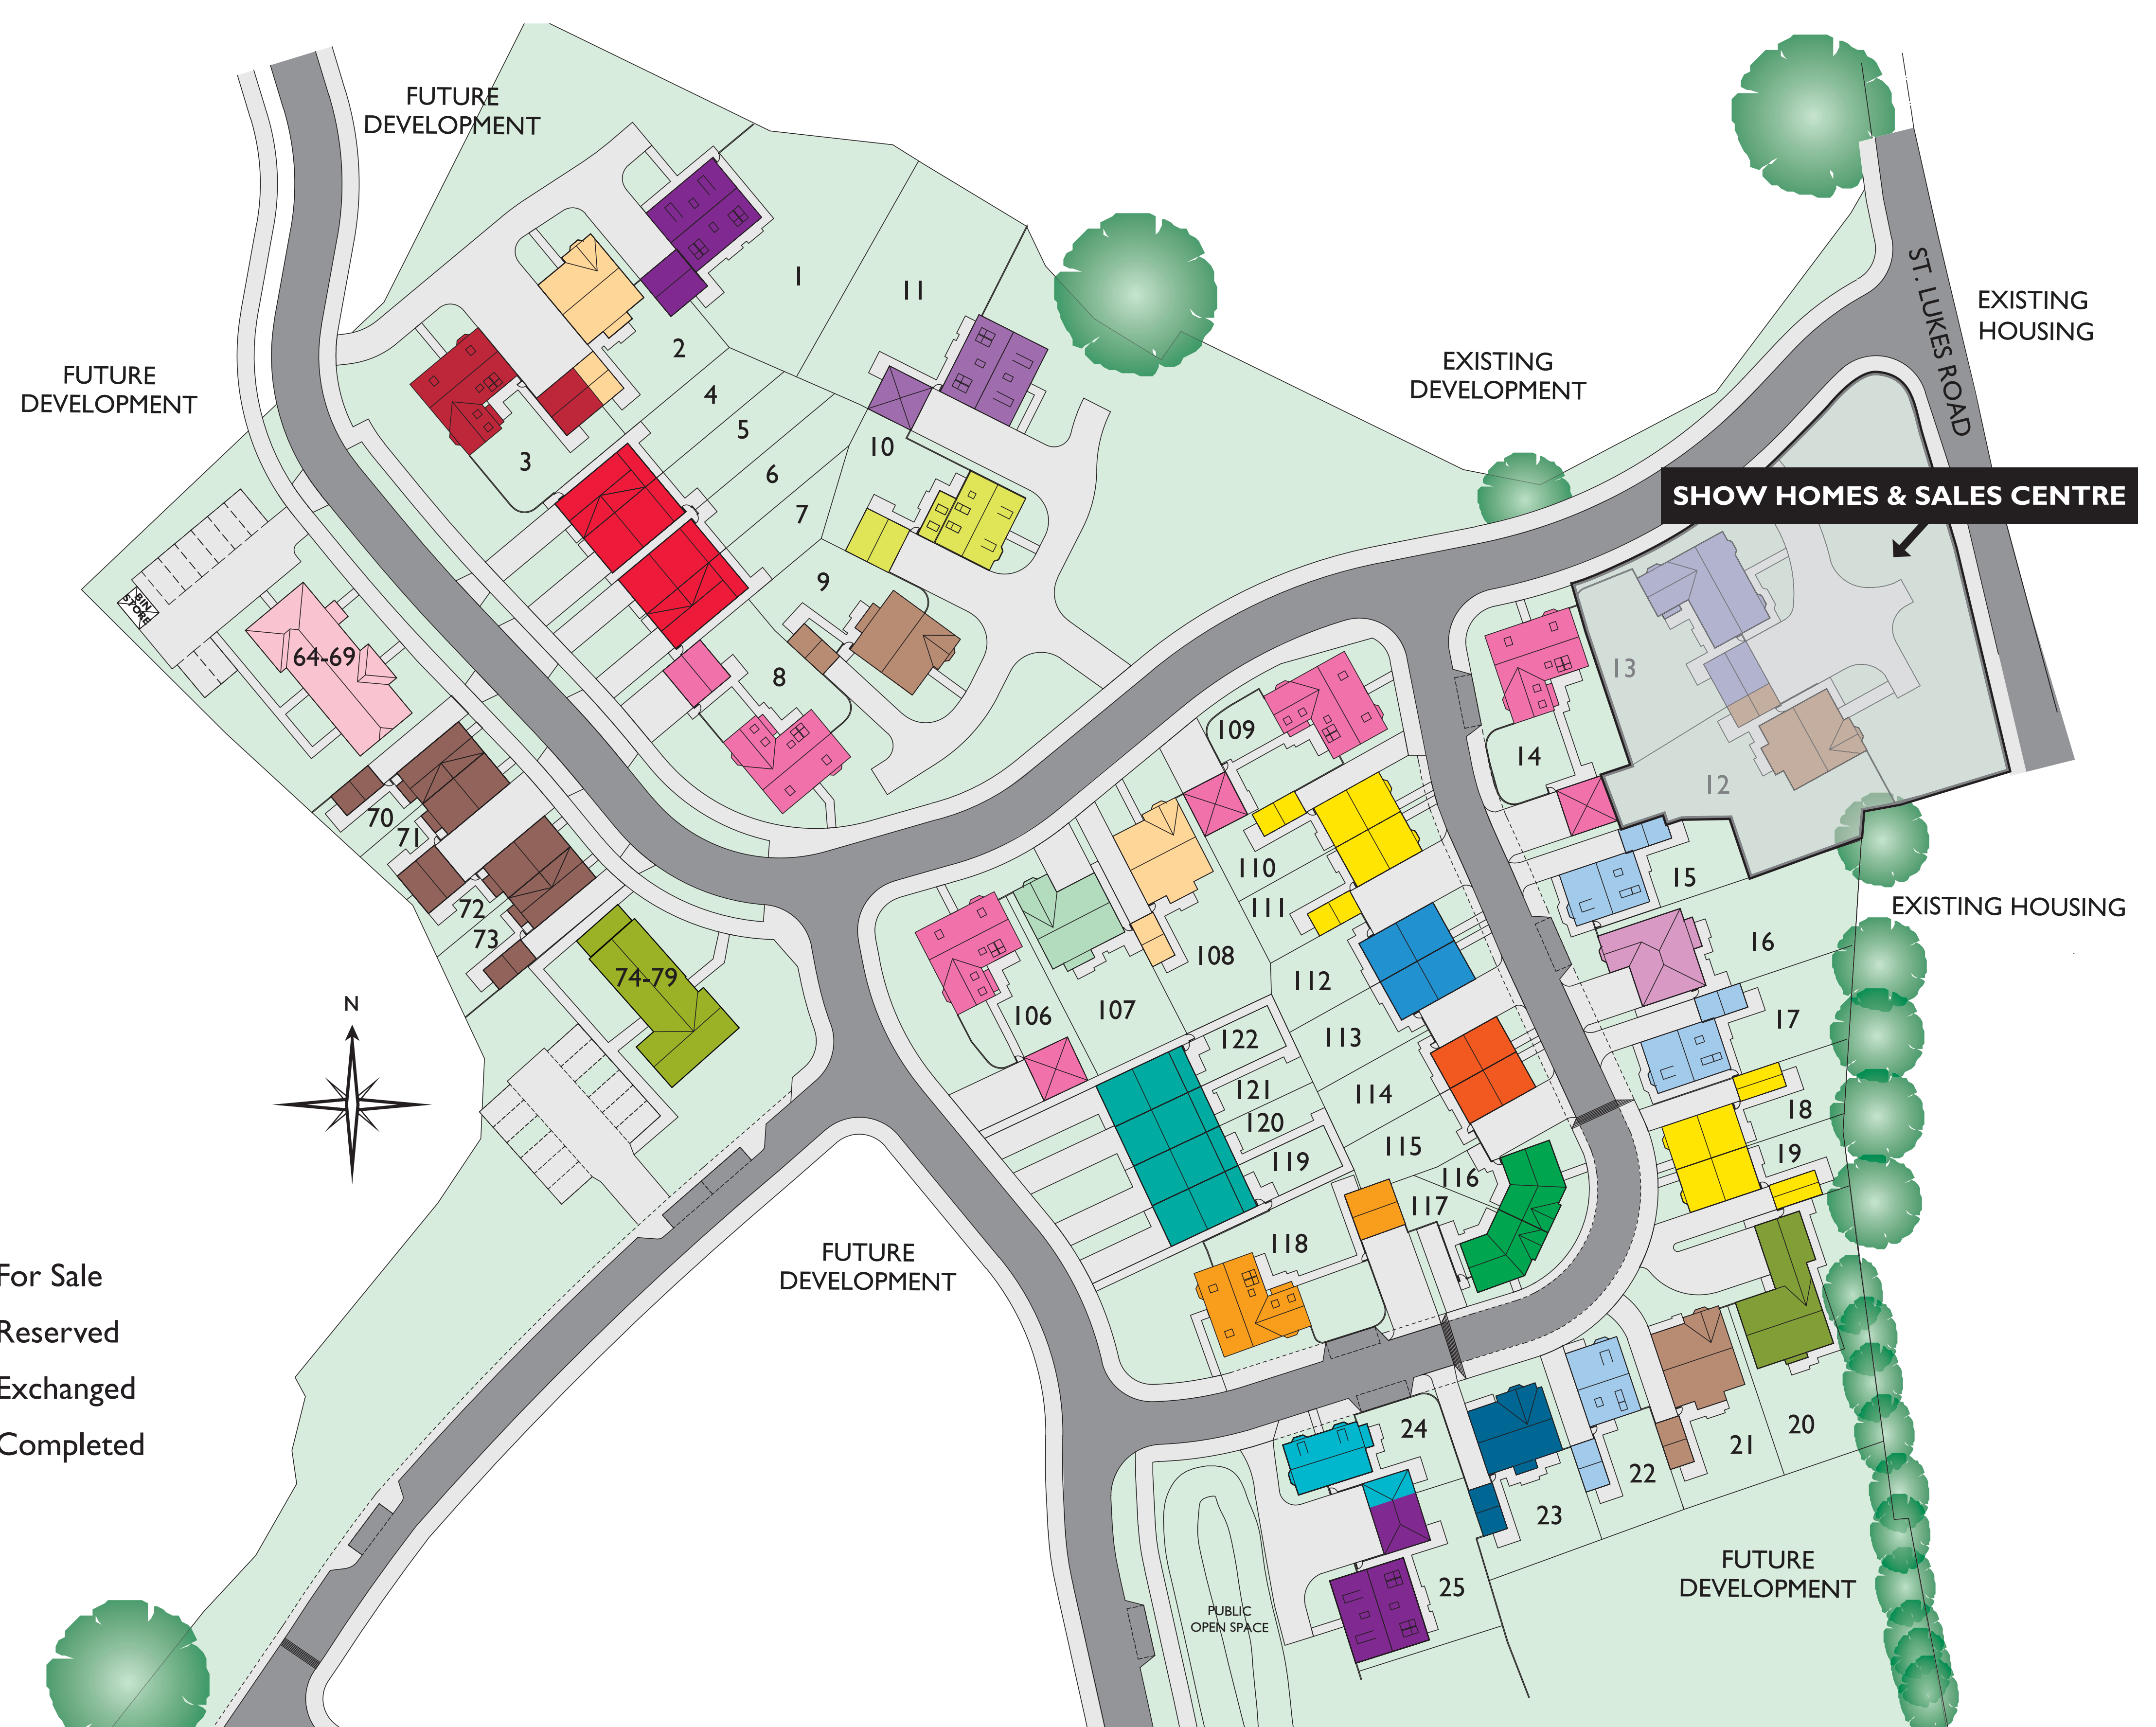 FUTURE
DEVELOPMENT
FUTURE
DEVELOPMENT
ST. LUKES ROAD
EXISTING
HOUSING
EXISTING
DEVELOPMENT
SHOW HOMES & SALES CENTRE
1
11
2
4
5
3
10
6
7
9
8
BIN
STORE
64-69
13
14
12
109
70
71
72
73
74-79
110
111
108
15
EXISTING HOUSING
16
106
107
112
113
17
122
121
120
119
114
115
116
117
18
19
N
118
FUTURE
DEVELOPMENT
For Sale
Reserved
Exchanged
Completed
24
23
22
21
20
25
PUBLIC
OPEN SPACE
FUTURE
DEVELOPMENT